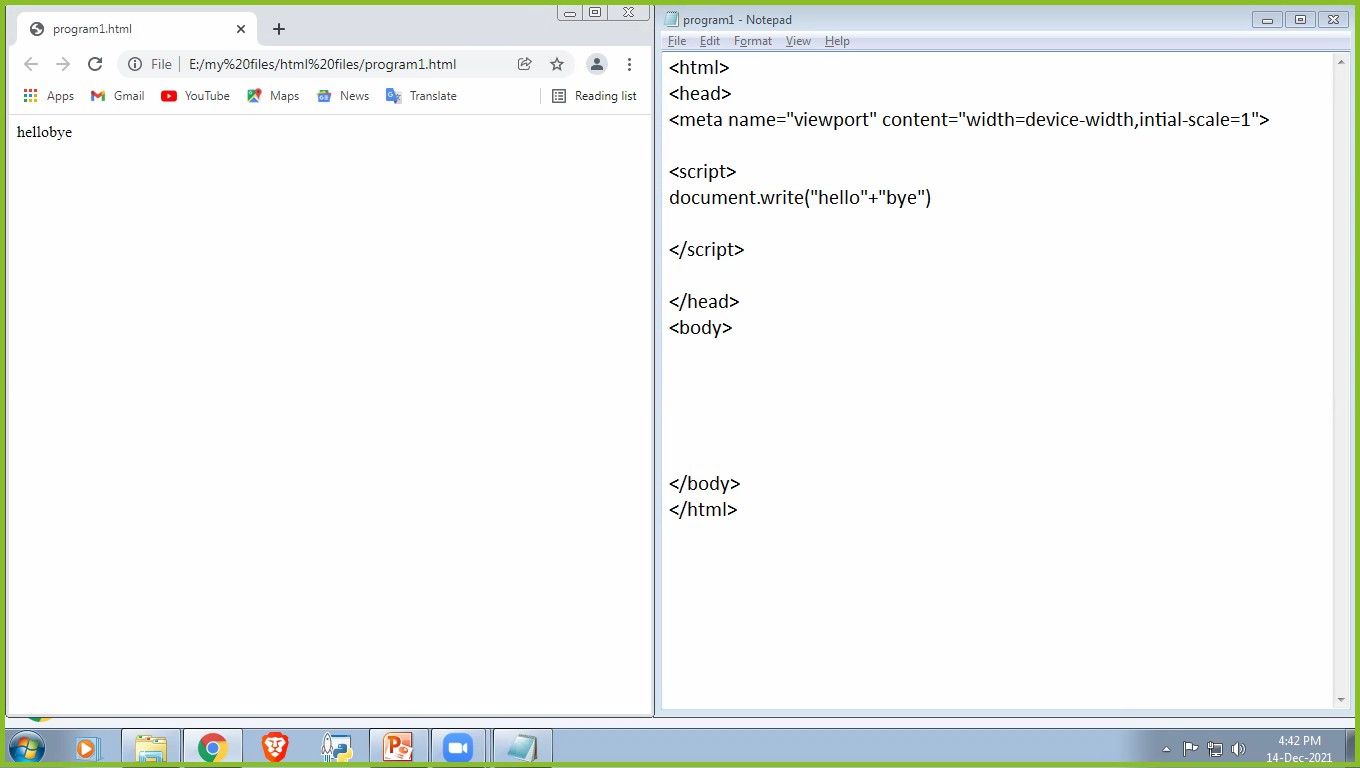 program1.html
File E:/my%20files/html%20files/program1.html
Apps Gmail YouTube Maps News Translate Reading list
hellobye
program1 - Notepad
File Edit Format View Help
<html>
<head>
<meta name="viewport" content="width=device-width,intial-scale=1">
<script>
document.write("hello"+"bye")
</script>
</head>
<body>
</body>
</html>
4:42 PM
14-Dec-2021